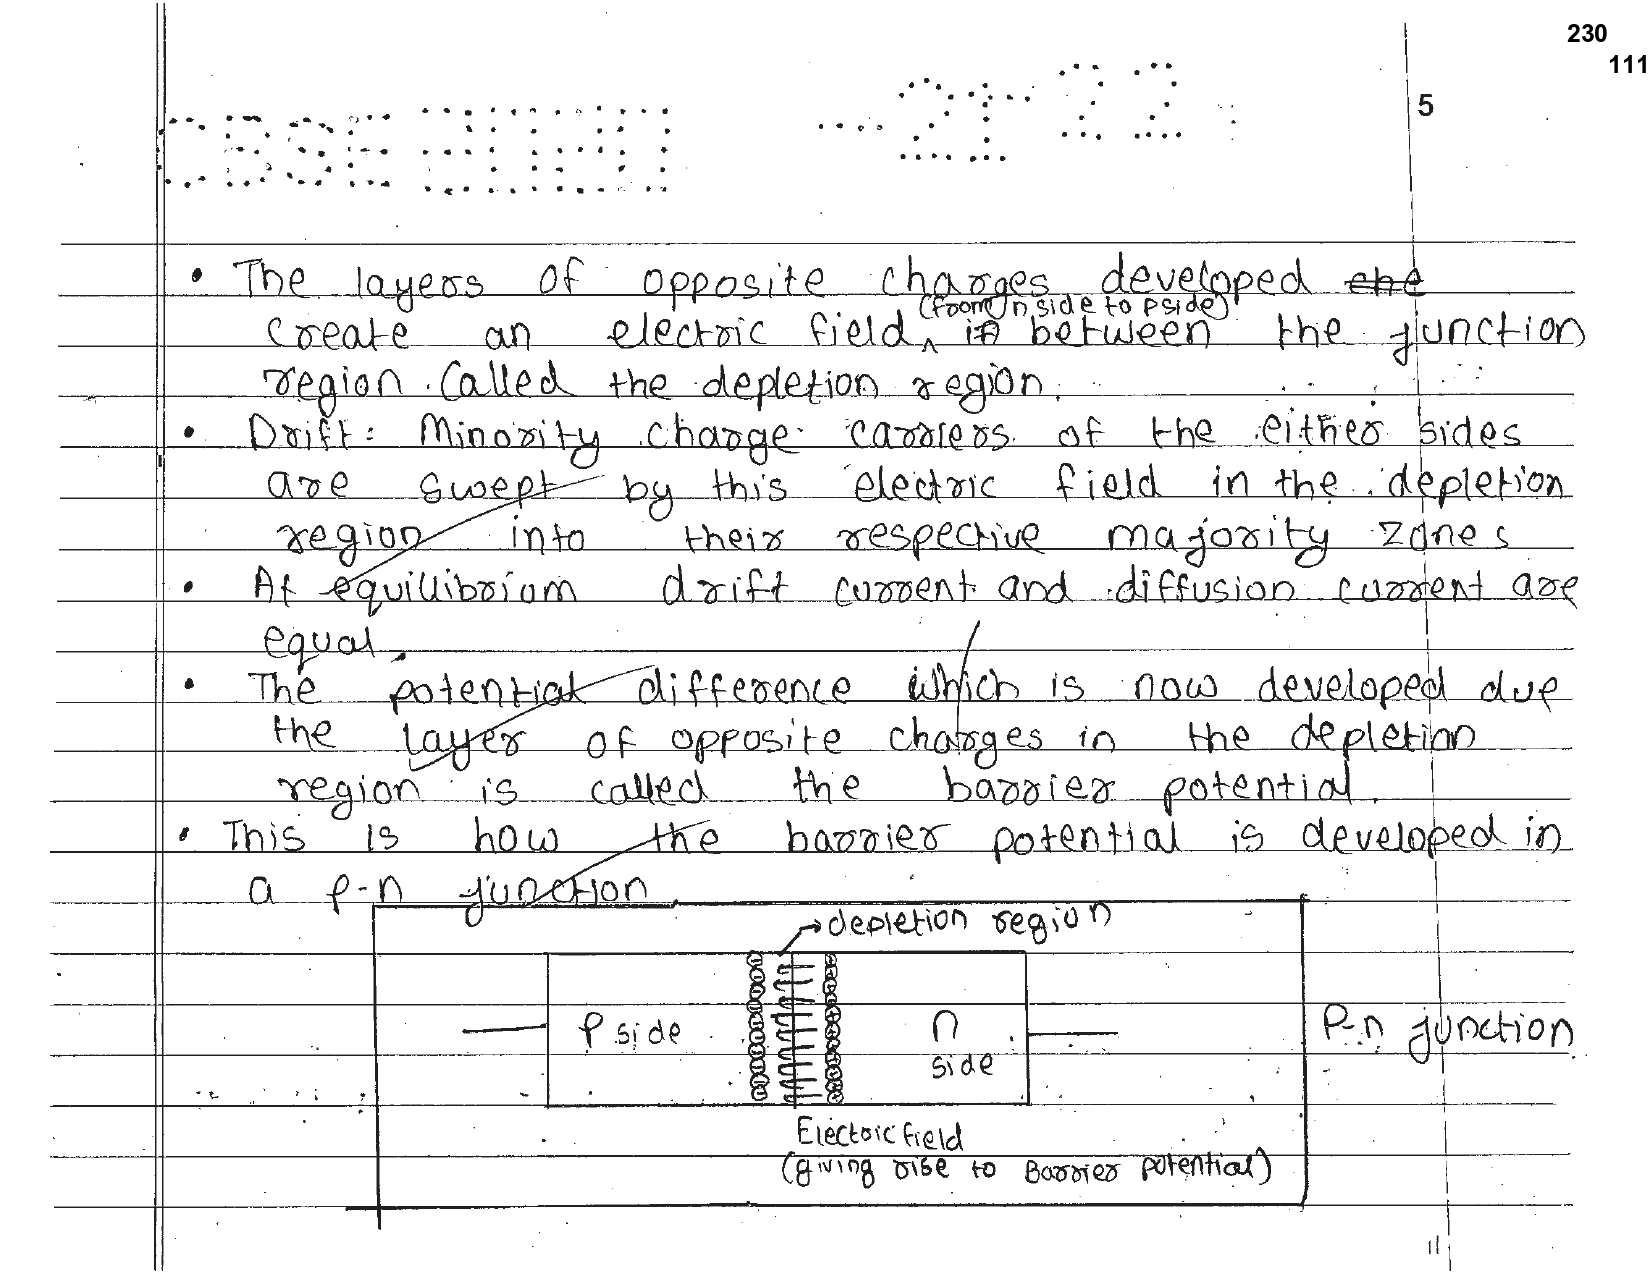 230
111
CBSE
21-22
5
• The layers of opposite charges developed the
(from n side to p side)
create an electric field, in between the junction
region. Called the depletion region.
• Drift: Minority charge carriers of the either sides
are swept by this electric field in the depletion
region into their respective majority zones
• At equillibrium drift current and diffusion current are
equal.
• The potential difference which is now developed due
the layer of opposite charges in the depletion
region is called the barrier potential.
• This is how the barrier potential is developed in
a p-n junction
→ depletion region
P side
n
side
P-n junction
Electric field
(giving rise to Barrier potential)